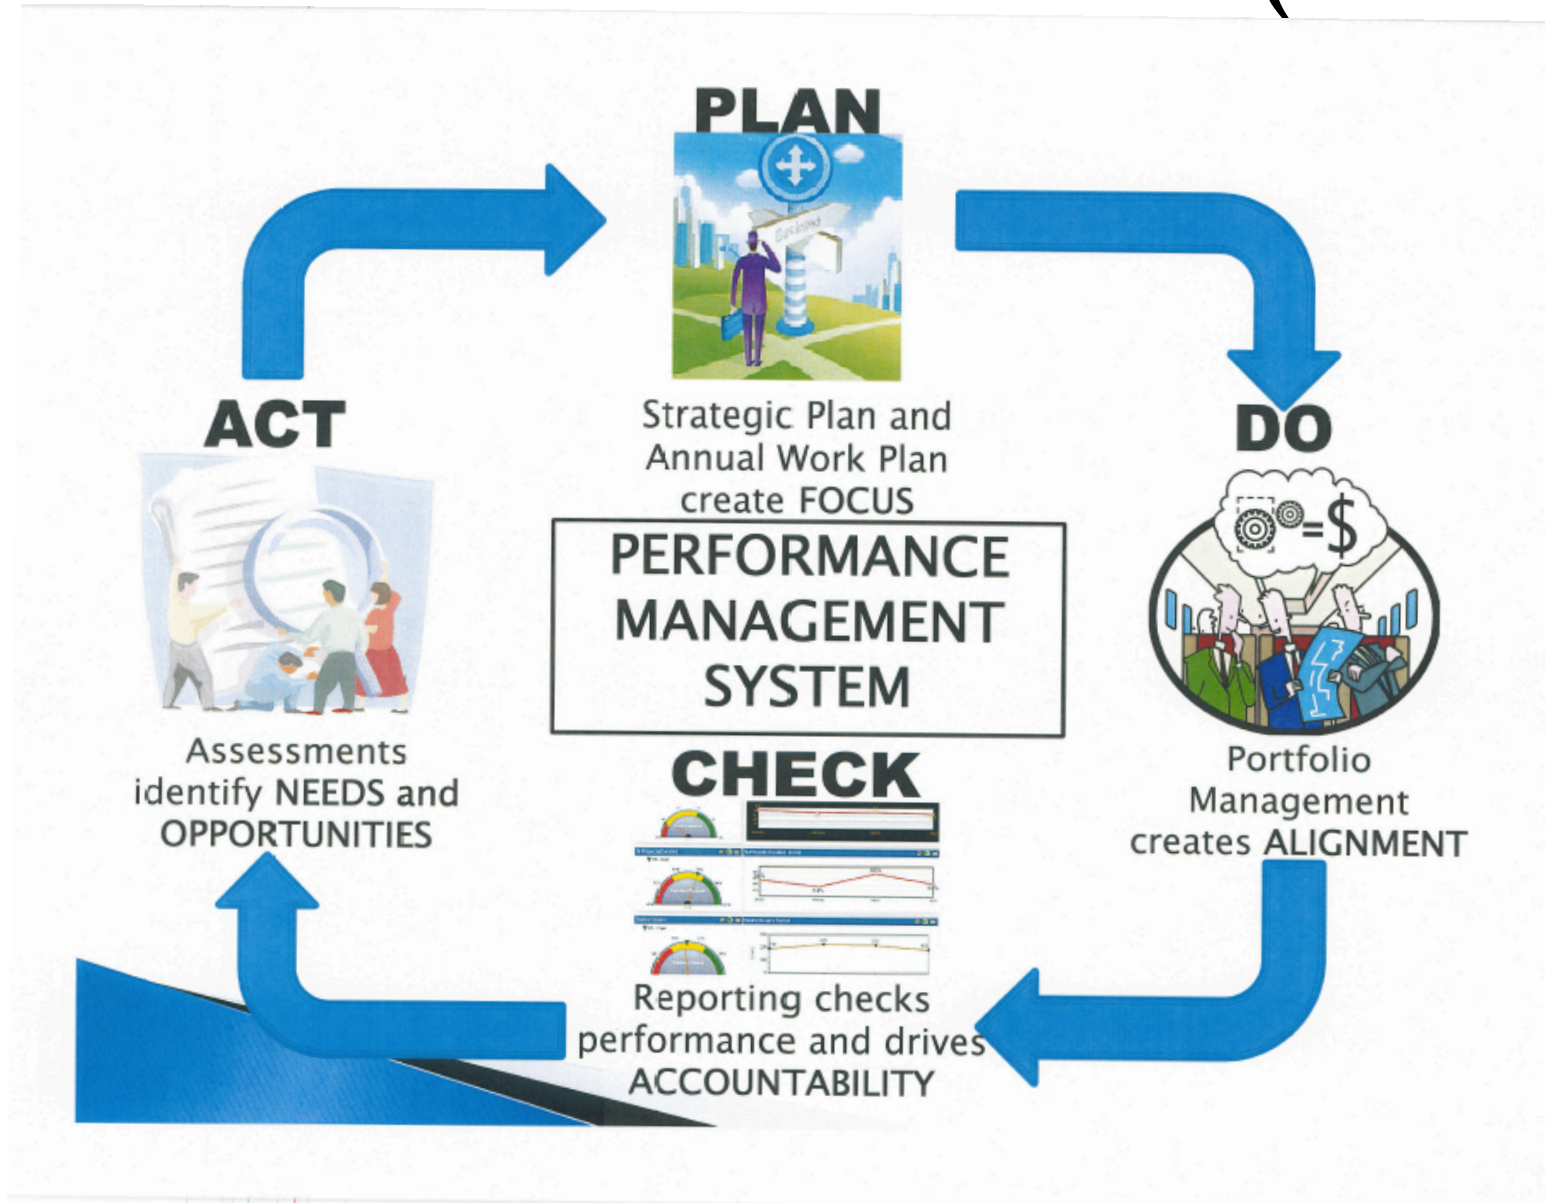 PLAN
Business
Strategic Plan and
Annual Work Plan
create FOCUS
ACT
Assessments
identify NEEDS and
OPPORTUNITIES
PERFORMANCE
MANAGEMENT
SYSTEM
DO
=$
Portfolio
Management
creates ALIGNMENT
CHECK
Reporting checks
performance and drives
ACCOUNTABILITY